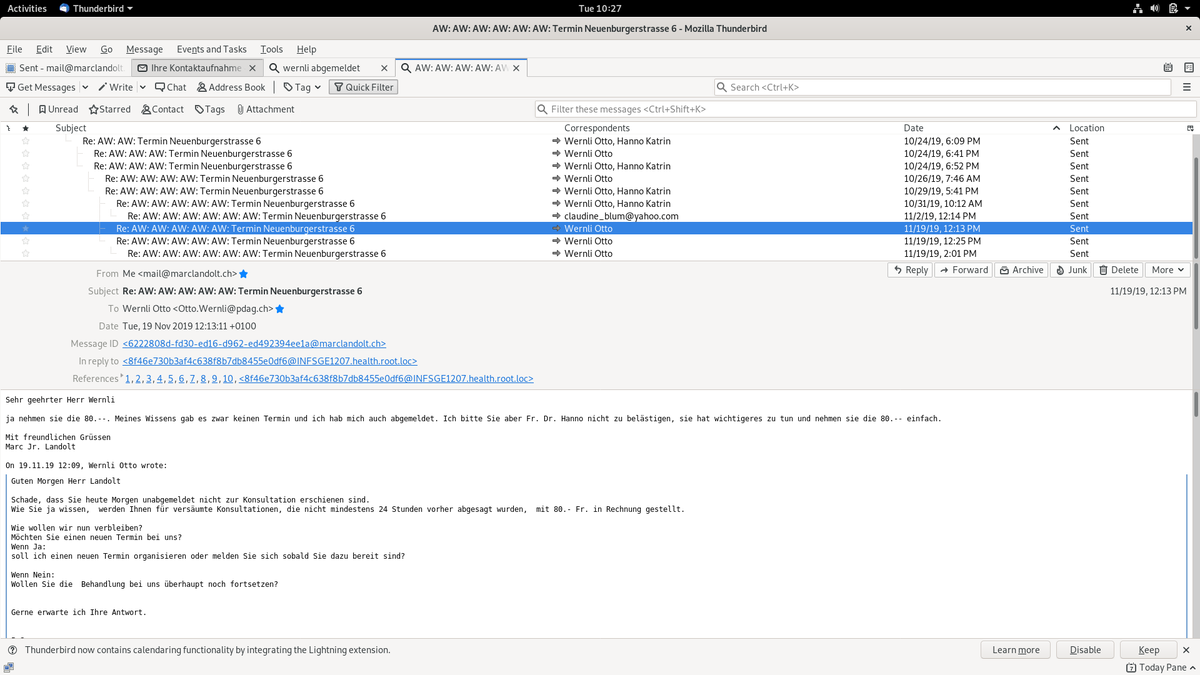 Activities Thunderbird Tue 10:27
AW: AW: AW: AW: AW: AW: Termin Neuenburgerstrasse 6 - Mozilla Thunderbird
File Edit View Go Message Events and Tasks Tools Help
Sent - mail@marclandolt Ihre Kontaktaufnahme wernli abgemeldet AW: AW: AW: AW: AW
Get Messages Write Chat Address Book Tag Quick Filter Search <Ctrl+K>
Unread Starred Contact Tags Attachment Filter these messages <Ctrl+Shift+K>
Subject Correspondents Date Location
Re: AW: AW: Termin Neuenburgerstrasse 6 Wernli Otto, Hanno Katrin 10/24/19, 6:09 PM Sent
Re: AW: AW: AW: Termin Neuenburgerstrasse 6 Wernli Otto 10/24/19, 6:41 PM Sent
Re: AW: AW: AW: Termin Neuenburgerstrasse 6 Wernli Otto, Hanno Katrin 10/24/19, 6:52 PM Sent
Re: AW: AW: AW: AW: Termin Neuenburgerstrasse 6 Wernli Otto 10/26/19, 7:46 AM Sent
Re: AW: AW: AW: AW: Termin Neuenburgerstrasse 6 Wernli Otto, Hanno Katrin 10/29/19, 5:41 PM Sent
Re: AW: AW: AW: AW: AW: Termin Neuenburgerstrasse 6 Wernli Otto, Hanno Katrin 10/31/19, 10:12 AM Sent
Re: AW: AW: AW: AW: AW: AW: Termin Neuenburgerstrasse 6 claudine_blum@yahoo.com 11/2/19, 12:14 PM Sent
Re: AW: AW: AW: AW: AW: Termin Neuenburgerstrasse 6 Wernli Otto 11/19/19, 12:13 PM Sent
Re: AW: AW: AW: AW: AW: Termin Neuenburgerstrasse 6 Wernli Otto 11/19/19, 12:25 PM Sent
Re: AW: AW: AW: AW: AW: AW: Termin Neuenburgerstrasse 6 Wernli Otto 11/19/19, 2:01 PM Sent
From Me <mail@marclandolt.ch> Reply Forward Archive Junk Delete More
Subject Re: AW: AW: AW: AW: AW: Termin Neuenburgerstrasse 6 11/19/19, 12:13 PM
To Wernli Otto <Otto.Wernli@pdag.ch>
Date Tue, 19 Nov 2019 12:13:11 +0100
Message ID <6222808d-fd30-ed16-d962-ed492394ee1a@marclandolt.ch>
In reply to <8f46e730b3af4c638f8b7db8455e0df6@INFSGE1207.health.root.loc>
References 1, 2, 3, 4, 5, 6, 7, 8, 9, 10, <8f46e730b3af4c638f8b7db8455e0df6@INFSGE1207.health.root.loc>
Sehr geehrter Herr Wernli
ja nehmen sie die 80.--. Meines Wissens gab es zwar keinen Termin und ich hab mich auch abgemeldet. Ich bitte Sie aber Fr. Dr. Hanno nicht zu belästigen, sie hat wichtigeres zu tun und nehmen sie die 80.-- einfach.
Mit freundlichen Grüssen
Marc Jr. Landolt
On 19.11.19 12:09, Wernli Otto wrote:
Guten Morgen Herr Landolt
Schade, dass Sie heute Morgen unabgemeldet nicht zur Konsultation erschienen sind.
Wie Sie ja wissen, werden Ihnen für versäumte Konsultationen, die nicht mindestens 24 Stunden vorher abgesagt wurden, mit 80.- Fr. in Rechnung gestellt.
Wie wollen wir nun verbleiben?
Möchten Sie einen neuen Termin bei uns?
Wenn Ja:
soll ich einen neuen Termin organisieren oder melden Sie sich sobald Sie dazu bereit sind?
Wenn Nein:
Wollen Sie die Behandlung bei uns überhaupt noch fortsetzen?
Gerne erwarte ich Ihre Antwort.
Thunderbird now contains calendaring functionality by integrating the Lightning extension. Learn more Disable Keep
Today Pane